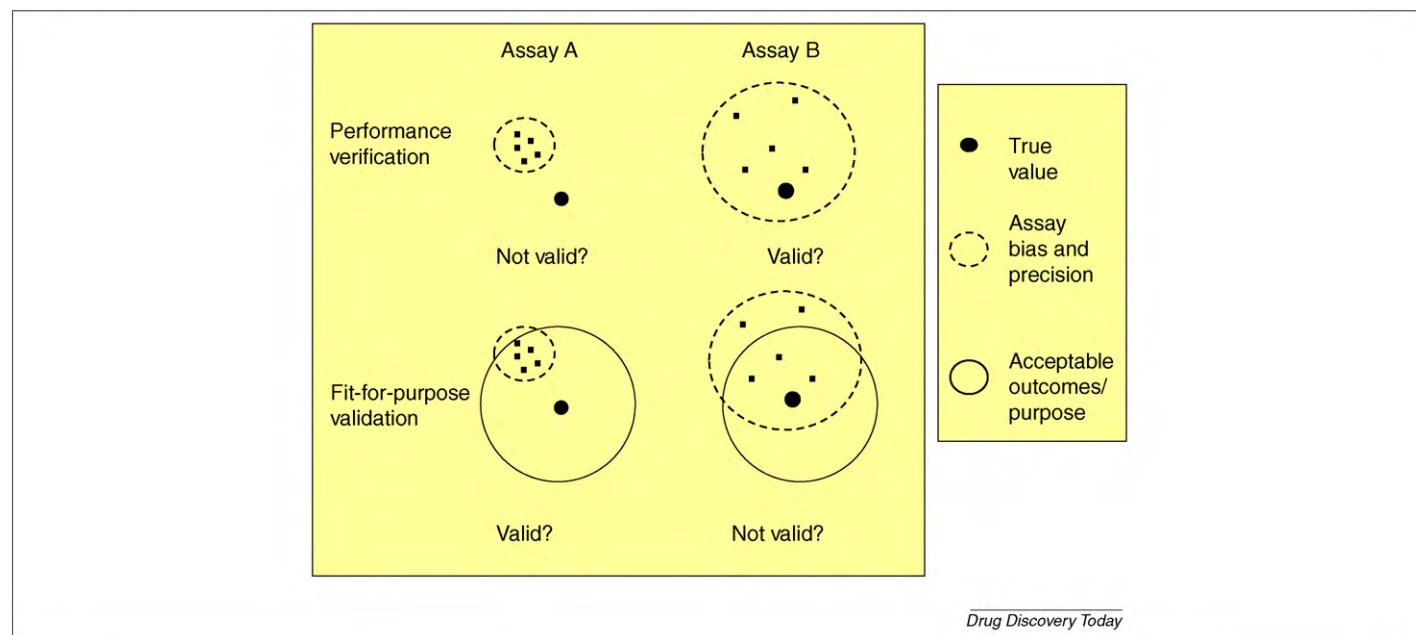 Assay A
Assay B
Performance
verification
Not valid?
Valid?
Fit-for-purpose
validation
Valid?
Not valid?
True
value
Assay
bias and
precision
Acceptable
outcomes/
purpose
Drug Discovery Today